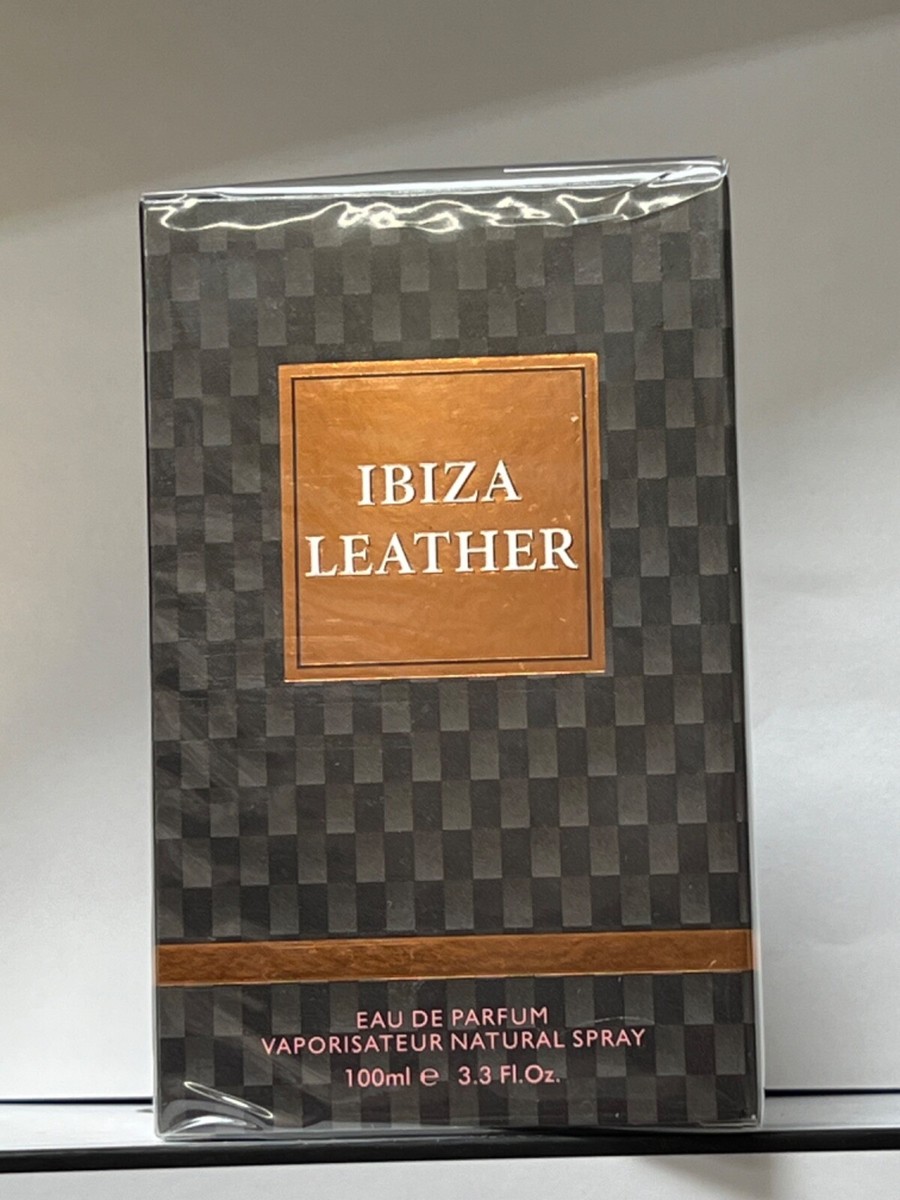 IBIZA
LEATHER
EAU DE PARFUM
VAPORISATEUR NATURAL SPRAY
100ml ℮ 3.3 Fl.Oz.